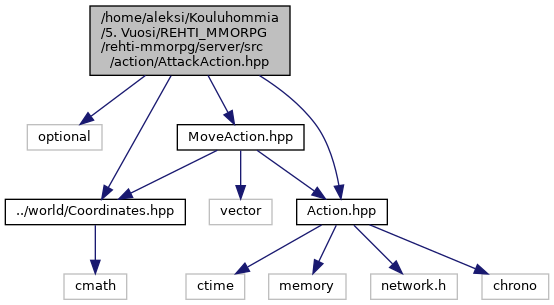 /home/aleksi/Kouluhommia
/5. Vuosi/REHTI_MMORPG
/rehti-mmorpg/server/src
/action/AttackAction.hpp
optional
MoveAction.hpp
../world/Coordinates.hpp
vector
Action.hpp
cmath
ctime
memory
network.h
chrono